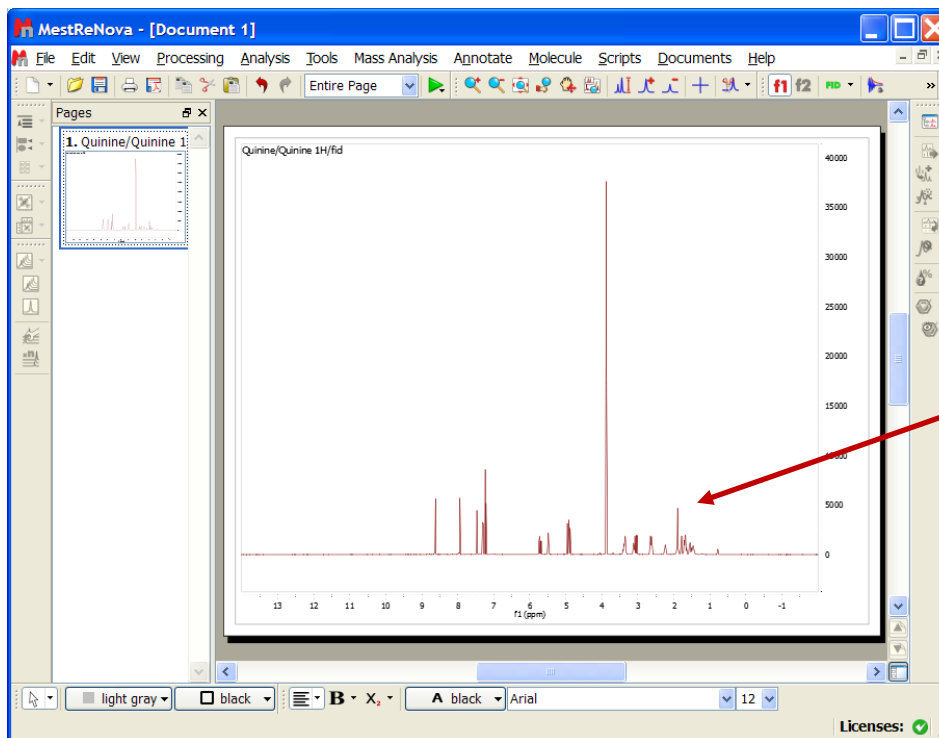 MestReNova - [Document 1]
File Edit View Processing Analysis Tools Mass Analysis Annotate Molecule Scripts Documents Help
Entire Page f1 f2 FID »
Pages
1. Quinine/Quinine 1
Quinine/Quinine 1H/fid
40000
35000
30000
25000
20000
15000
10000
5000
0
13 12 11 10 9 8 7 6 5 4 3 2 1 0 -1
f1 (ppm)
light gray black B X₂ A black Arial 12
Licenses: